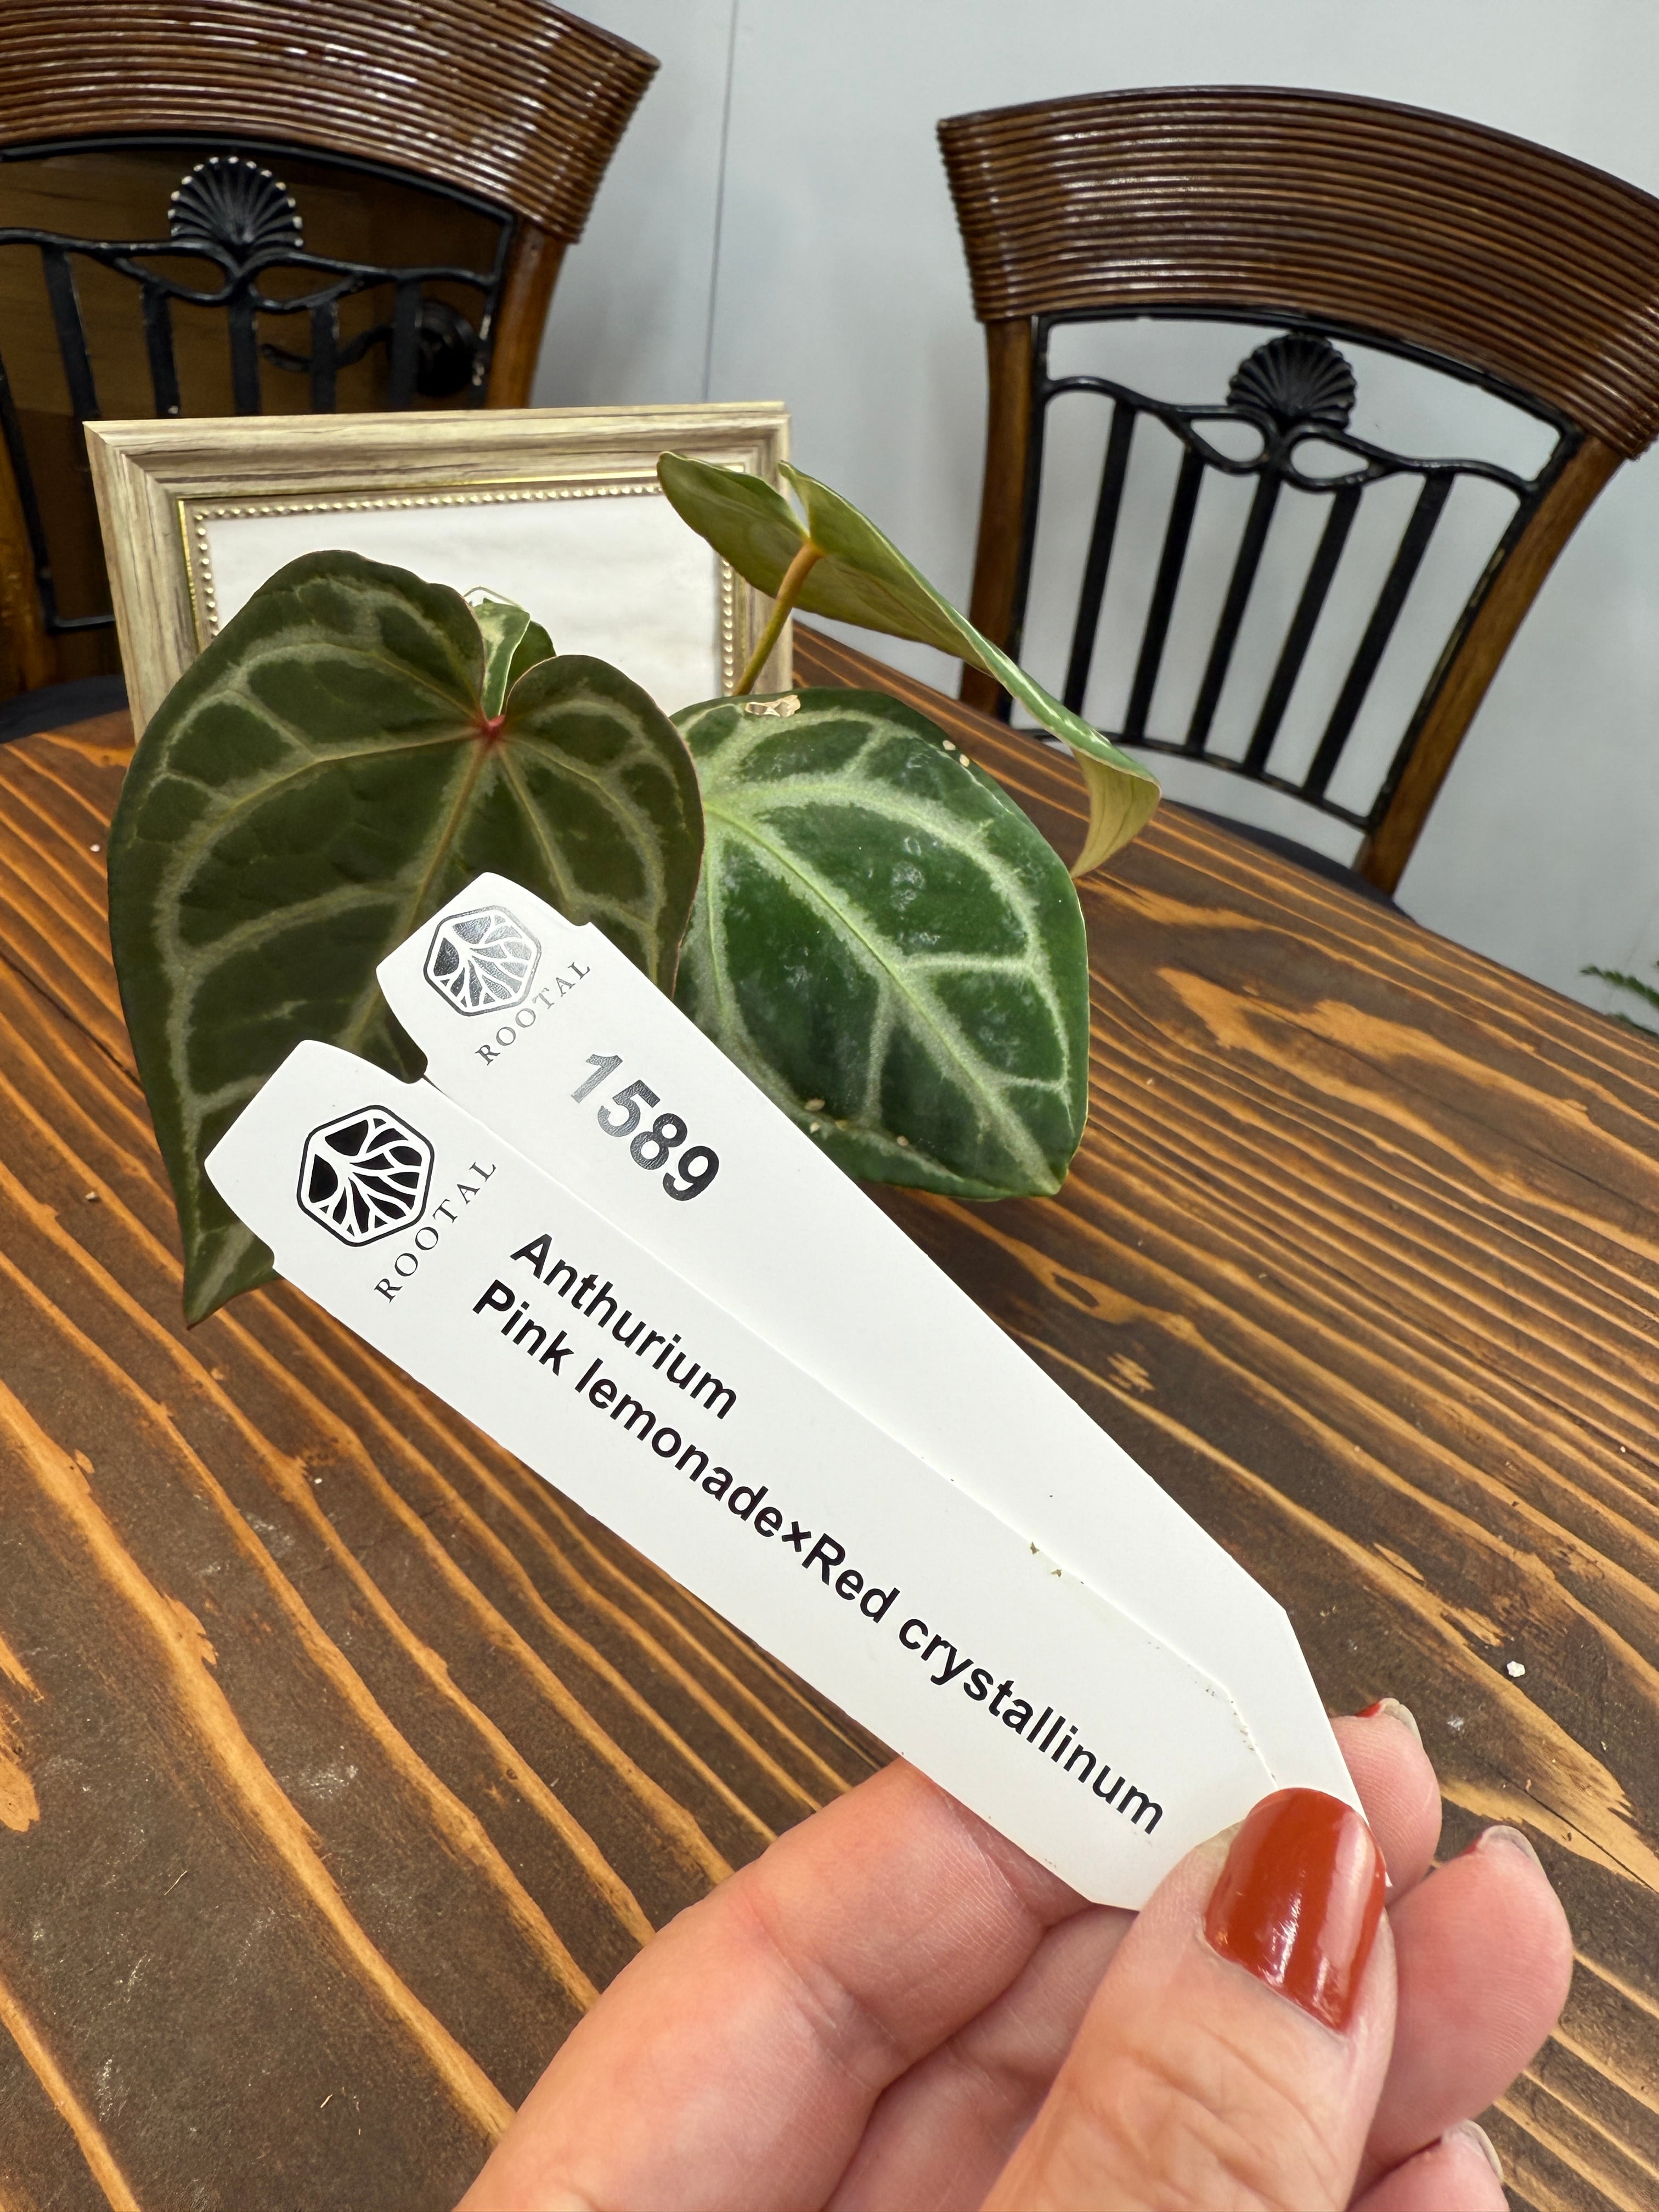 ROOTAL
1589
ROOTAL
Anthurium
Pink lemonade×Red crystallinum